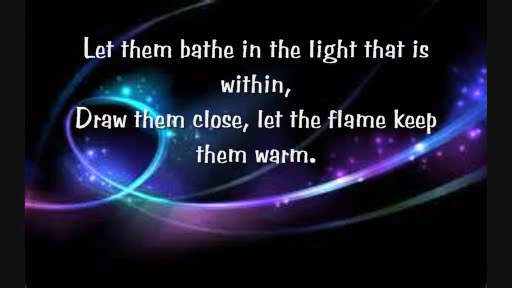 Let them bathe in the light that is
within,
Draw them close, let the flame keep
them warm.